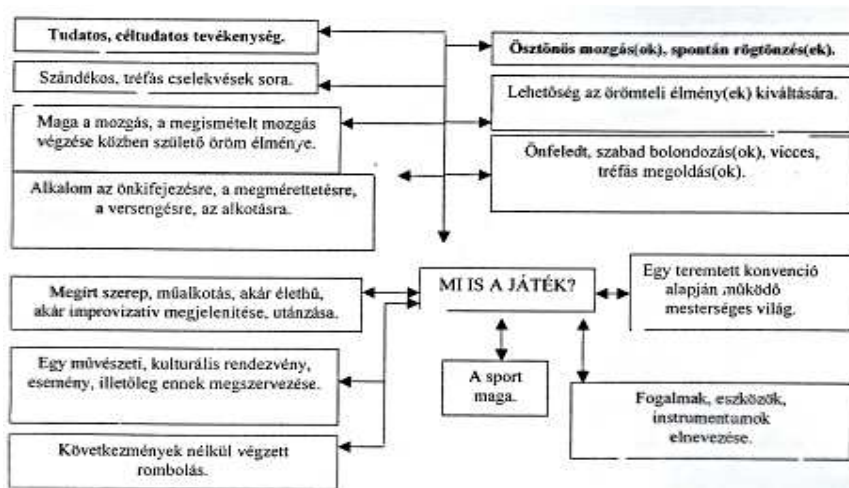 Tudatos, céltudatos tevékenység.
Szándékos, tréfás cselekvések sora.
Maga a mozgás, a megismételt mozgás
végzése közben születő öröm élménye.
Alkalom az önkifejezésre, a megmérettetésre,
a versengésre, az alkotásra.
Ösztönös mozgás(ok), spontán rögtönzés(ek).
Lehetőség az örömteli élmény(ek) kiváltására.
Önfeledt, szabad bolondozás(ok), vicces,
tréfás megoldás(ok).
MI IS A JÁTÉK?
Megírt szerep, műalkotás, akár élethű,
akár improvizatív megjelenítése, utánzása.
Egy művészeti, kulturális rendezvény,
esemény, illetőleg ennek megszervezése.
Következmények nélkül végzett
rombolás.
A sport
maga.
Egy teremtett konvenció
alapján működő
mesterséges világ.
Fogalmak, eszközök,
instrumentumok
elnevezése.